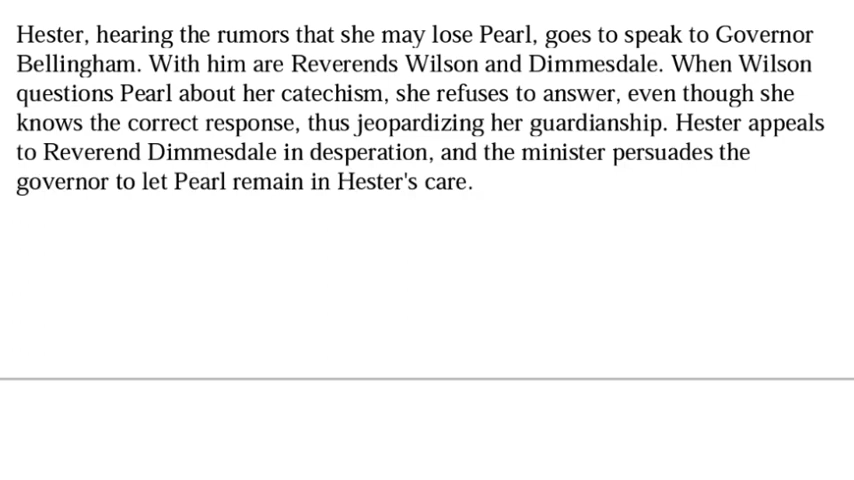 Hester, hearing the rumors that she may lose Pearl, goes to speak to Governor
Bellingham. With him are Reverends Wilson and Dimmesdale. When Wilson
questions Pearl about her catechism, she refuses to answer, even though she
knows the correct response, thus jeopardizing her guardianship. Hester appeals
to Reverend Dimmesdale in desperation, and the minister persuades the
governor to let Pearl remain in Hester's care.